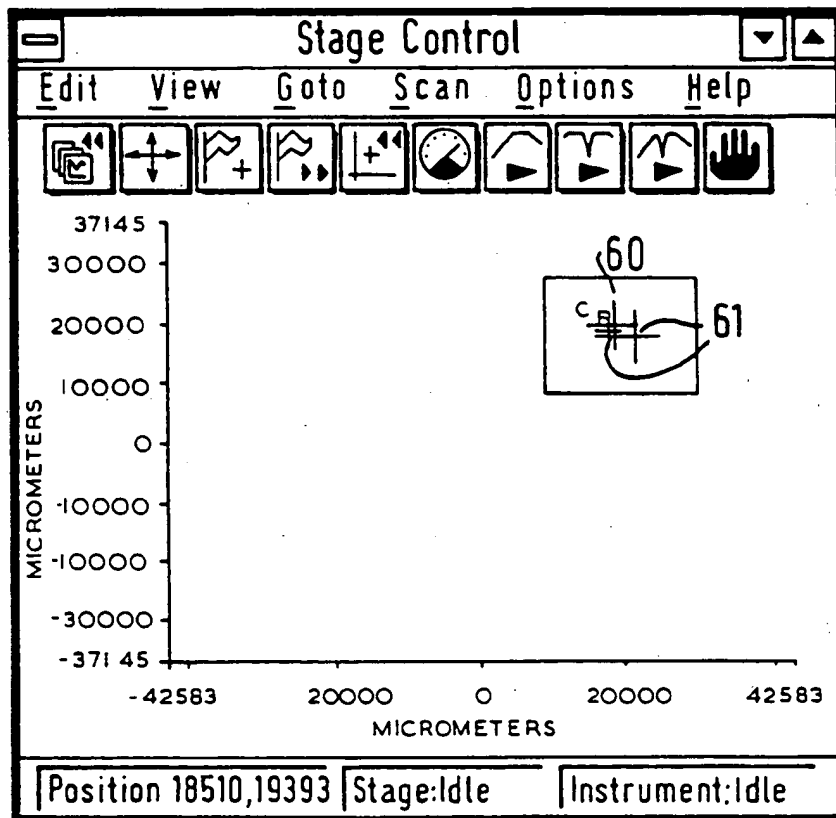 Stage Control
Edit View Goto Scan Options Help
37145
30000
20000
10000
0
-10000
-10000
-30000
-37145
MICROMETERS
60
C B
61
-42583 20000 0 20000 42583
MICROMETERS
Position 18510,19393 Stage:Idle Instrument:Idle